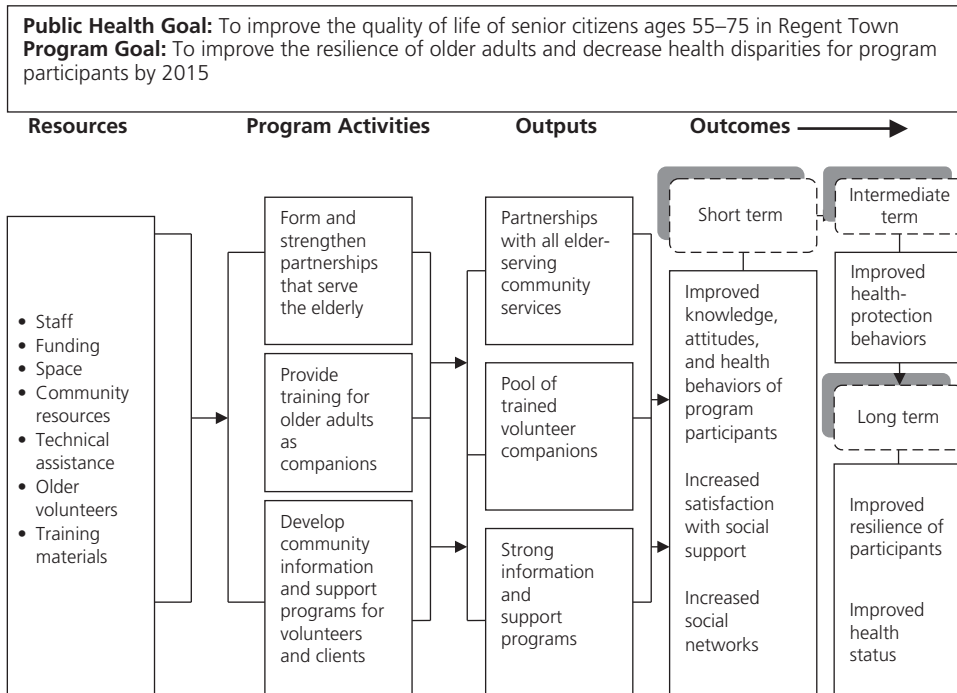 Public Health Goal: To improve the quality of life of senior citizens ages 55–75 in Regent Town
Program Goal: To improve the resilience of older adults and decrease health disparities for program
participants by 2015
Resources
Program Activities
Outputs
Outcomes
• Staff
• Funding
• Space
• Community
resources
• Technical
assistance
• Older
volunteers
• Training
materials
Form and
strengthen
partnerships
that serve
the elderly
Provide
training for
older adults
as
companions
Develop
community
information
and support
programs for
volunteers
and clients
Partnerships
with all elder-
serving
community
services
Pool of
trained
volunteer
companions
Strong
information
and
support
programs
Short term
Improved
knowledge,
attitudes,
and health
behaviors of
program
participants
Increased
satisfaction
with social
support
Increased
social
networks
Intermediate
term
Improved
health-
protection
behaviors
Long term
Improved
resilience of
participants
Improved
health
status